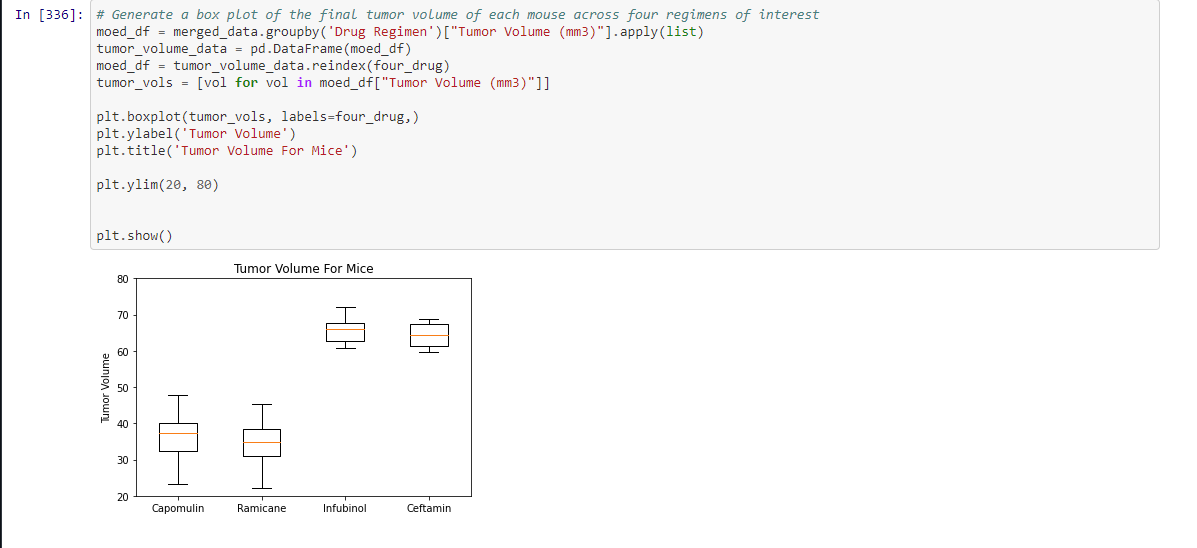 In [336]: # Generate a box plot of the final tumor volume of each mouse across four regimens of interest
moed_df = merged_data.groupby('Drug Regimen')["Tumor Volume (mm3)"].apply(list)
tumor_volume_data = pd.DataFrame(moed_df)
moed_df = tumor_volume_data.reindex(four_drug)
tumor_vols = [vol for vol in moed_df["Tumor Volume (mm3)"]]
plt.boxplot(tumor_vols, labels=four_drug,)
plt.ylabel('Tumor Volume')
plt.title('Tumor Volume For Mice')
plt.ylim(20, 80)
plt.show()
Tumor Volume For Mice
80
70
60
50
40
30
20
Tumor Volume
Capomulin Ramicane Infubinol Ceftamin